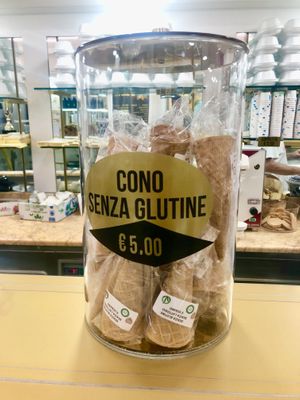 CONO
SENZA GLUTINE
€ 5.00